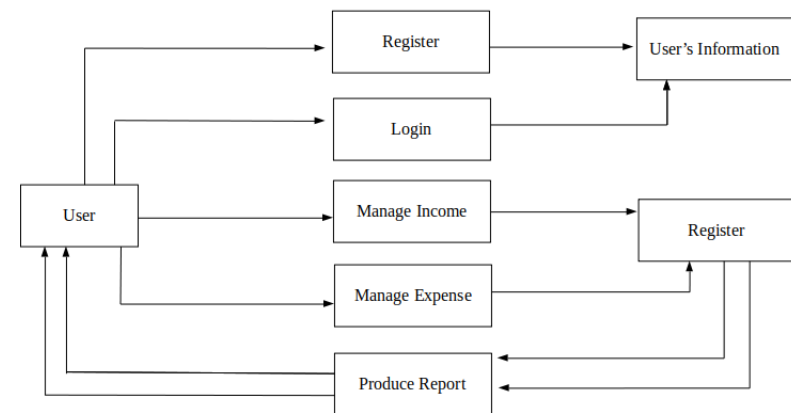 Register
User's Information
Login
User
Manage Income
Register
Manage Expense
Produce Report